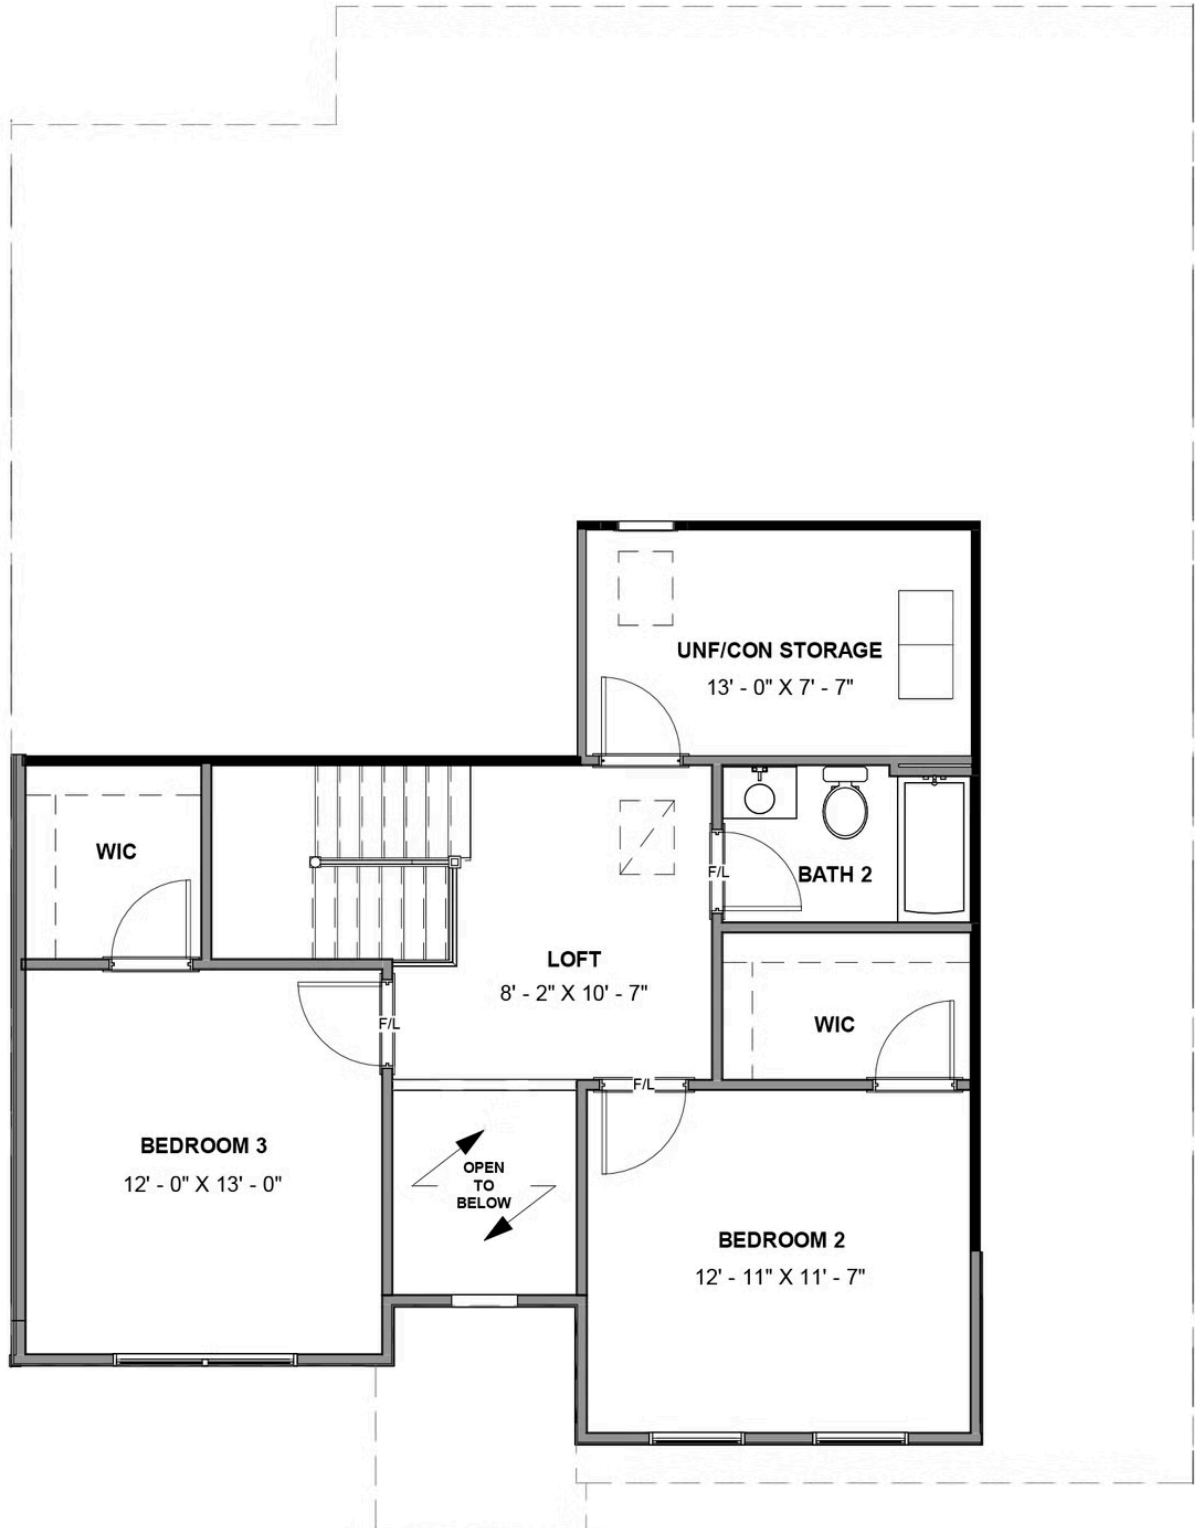 UNF/CON STORAGE
13' - 0" X 7' - 7"
WIC
F/L
BATH 2
LOFT
8' - 2" X 10' - 7"
F/L
WIC
F/L
BEDROOM 3
12' - 0" X 13' - 0"
OPEN
TO
BELOW
BEDROOM 2
12' - 11" X 11' - 7"